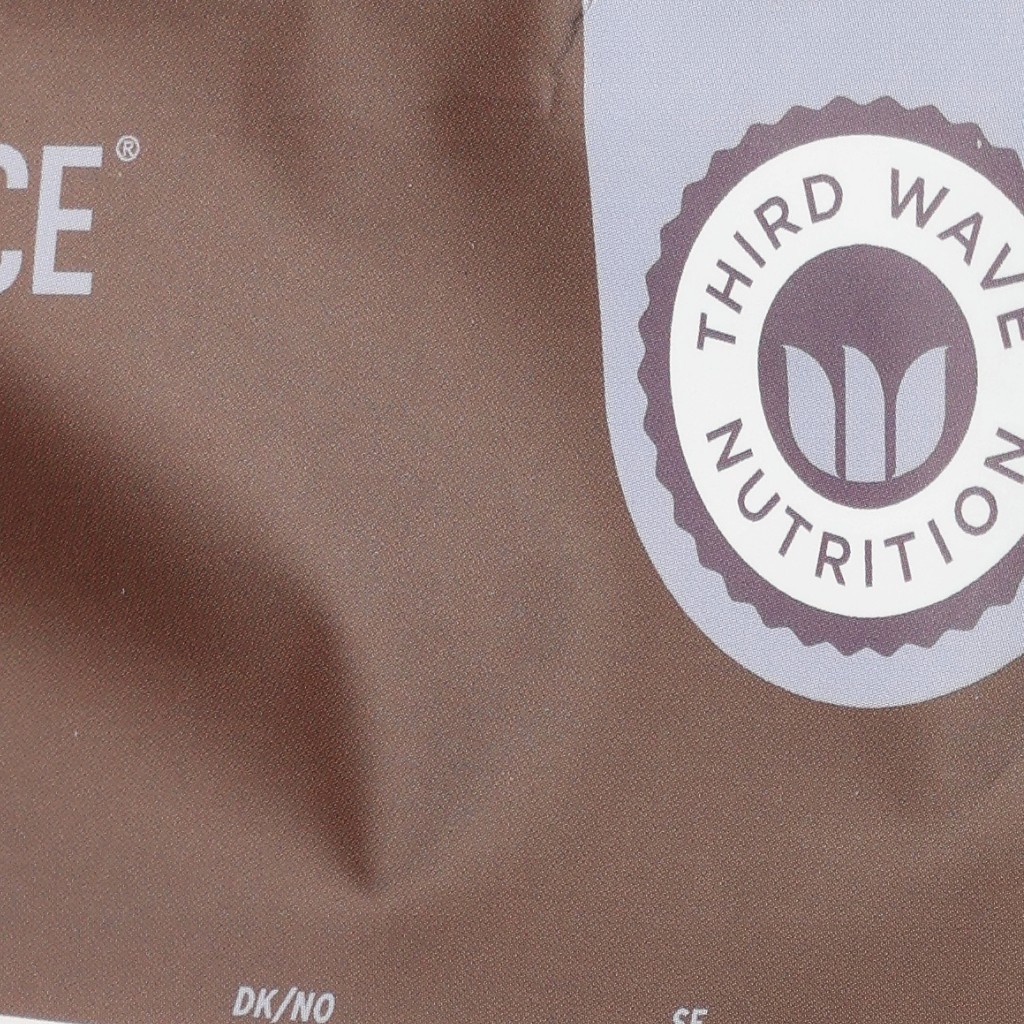 CE®
THIRD WAVE
NUTRITION
DK/NO
SE